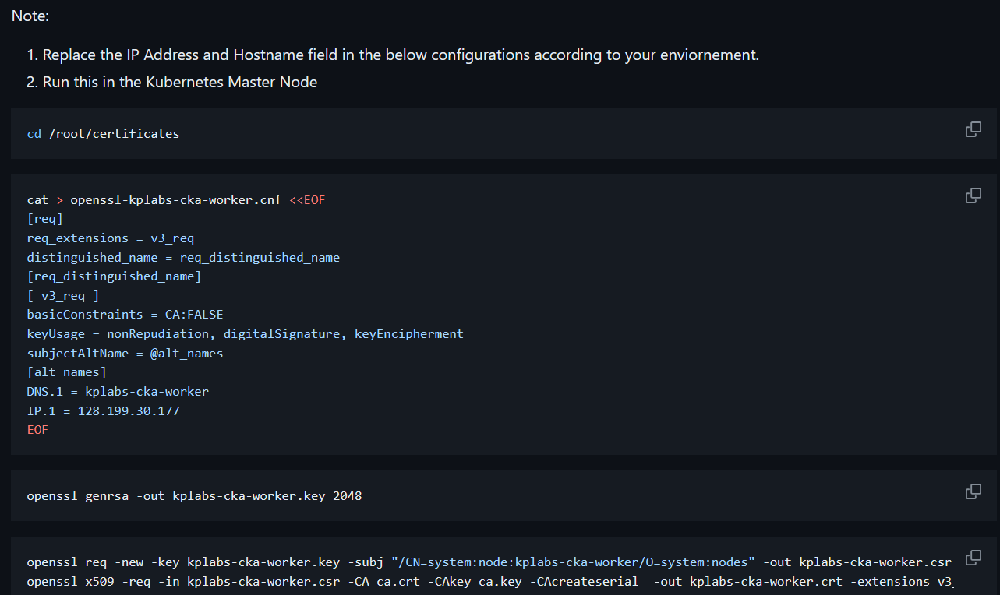 Note:
1. Replace the IP Address and Hostname field in the below configurations according to your enviornement.
2. Run this in the Kubernetes Master Node
cd /root/certificates
cat > openssl-kplabs-cka-worker.cnf <<EOF
[req]
req_extensions = v3_req
distinguished_name = req_distinguished_name
[req_distinguished_name]
[ v3_req ]
basicConstraints = CA:FALSE
keyUsage = nonRepudiation, digitalSignature, keyEncipherment
subjectAltName = @alt_names
[alt_names]
DNS.1 = kplabs-cka-worker
IP.1 = 128.199.30.177
EOF
openssl genrsa -out kplabs-cka-worker.key 2048
openssl req -new -key kplabs-cka-worker.key -subj "/CN=system:node:kplabs-cka-worker/O=system:nodes" -out kplabs-cka-worker.csr
openssl x509 -req -in kplabs-cka-worker.csr -CA ca.crt -CAkey ca.key -CAcreateserial  -out kplabs-cka-worker.crt -extensions v3_